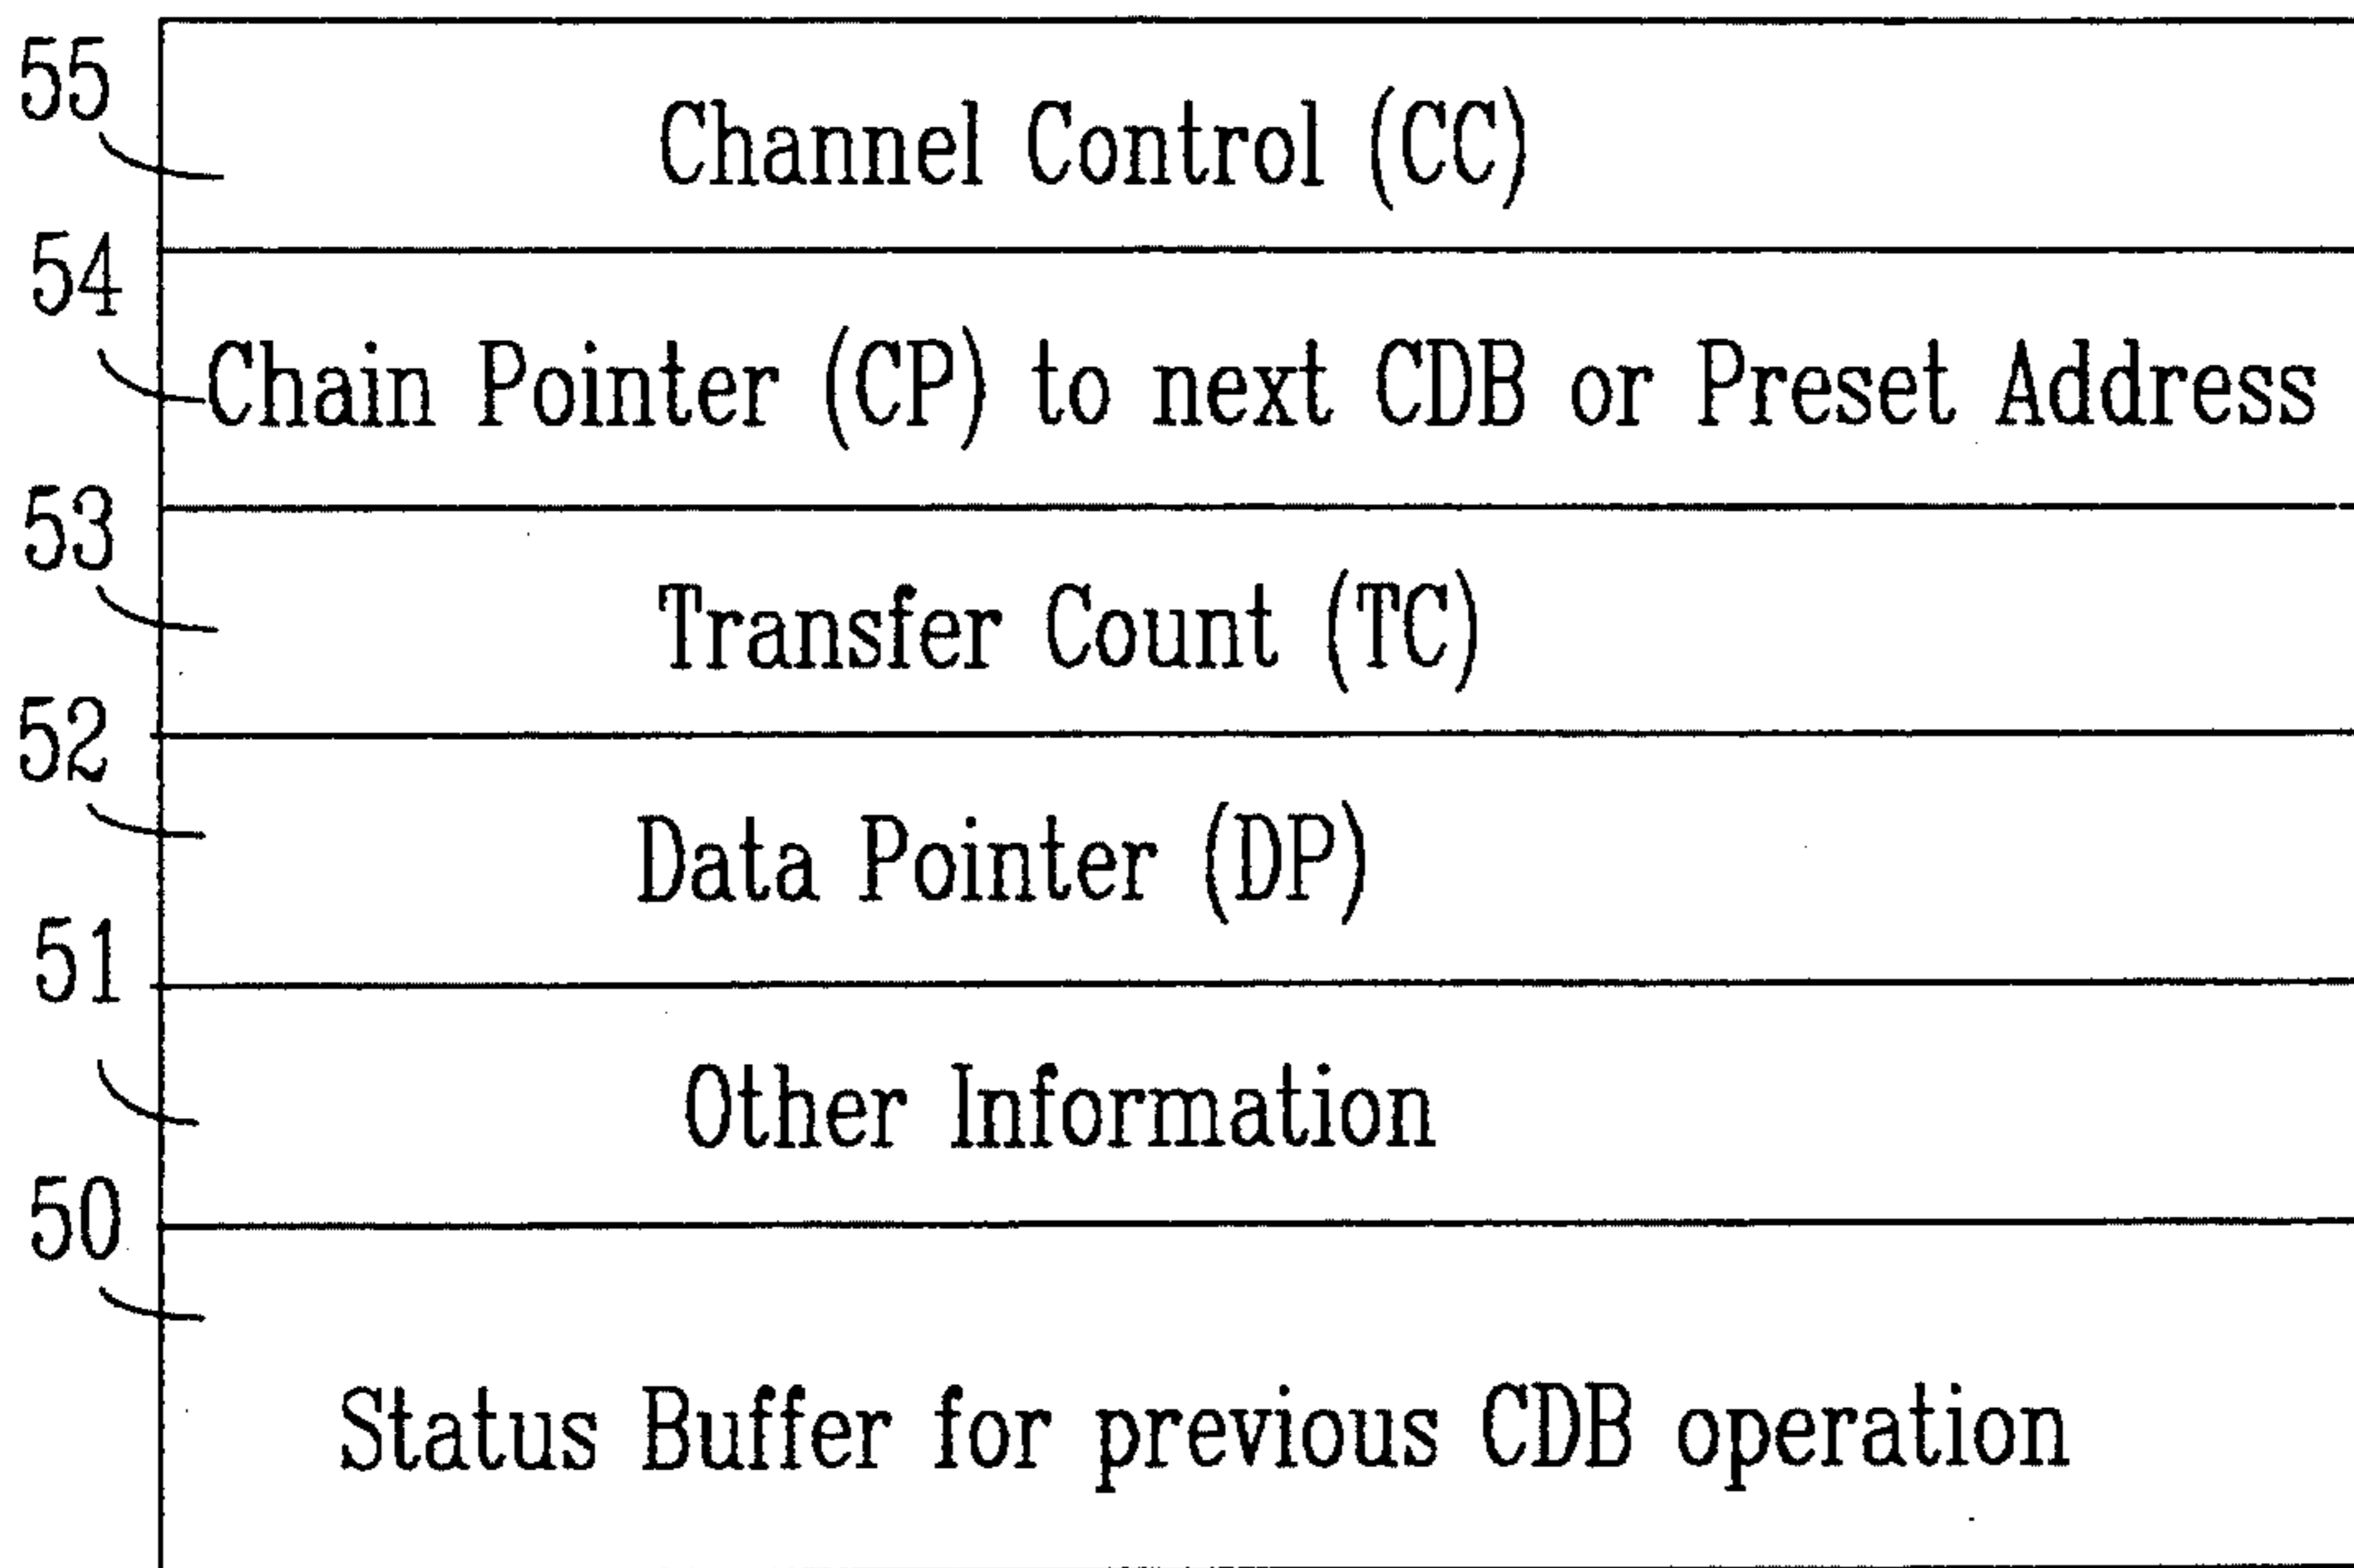 55
Channel Control (CC)
54
Chain Pointer (CP) to next CDB or Preset Address
53
Transfer Count (TC)
52
Data Pointer (DP)
51
Other Information
50
Status Buffer for previous CDB operation